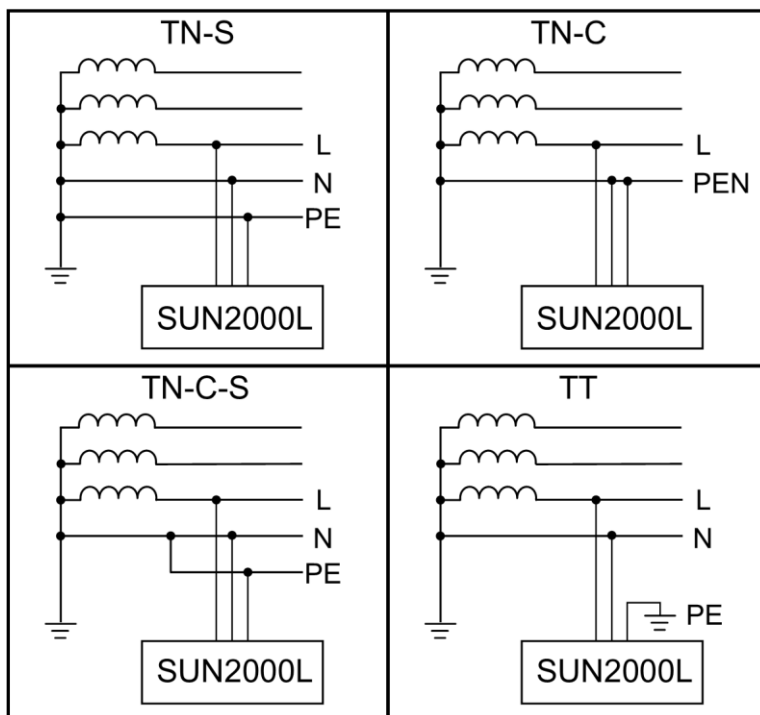 TN-S
L
N
PE
SUN2000L
TN-C
L
PEN
SUN2000L
TN-C-S
L
N
PE
SUN2000L
TT
L
N
PE
SUN2000L